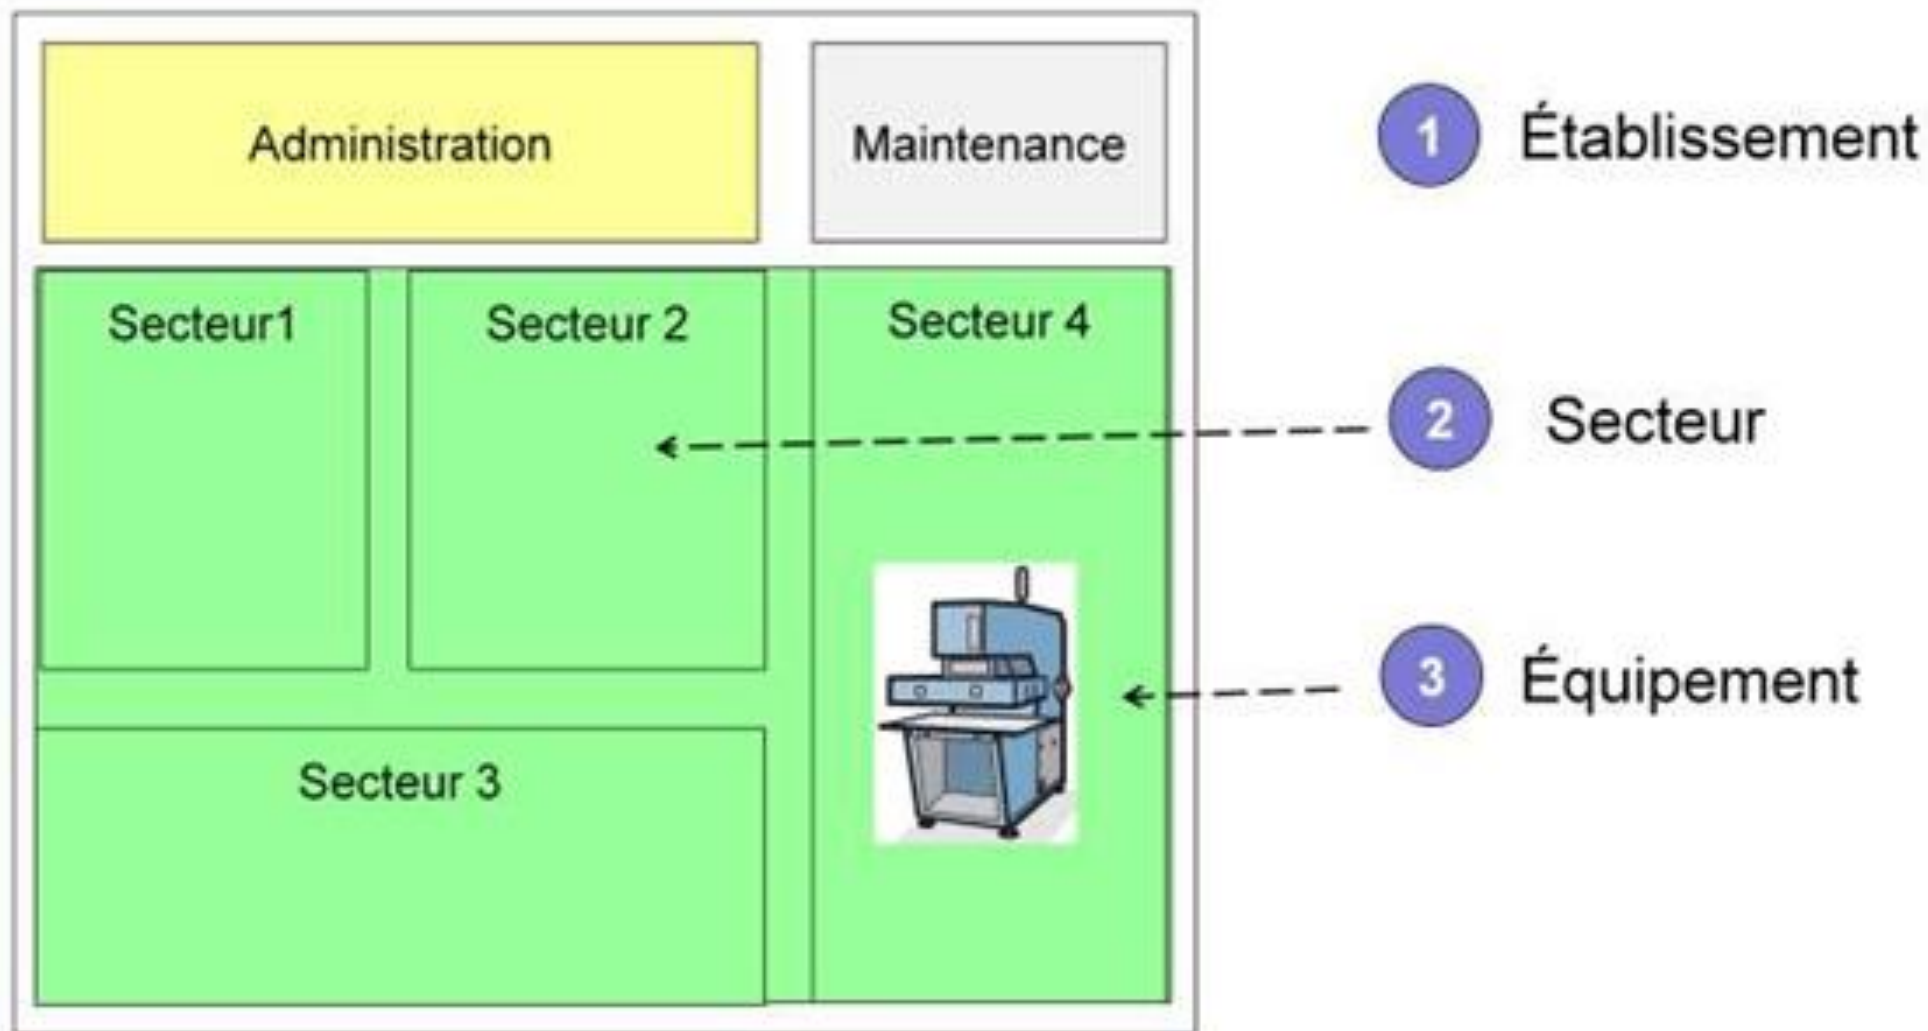 Administration
Maintenance
1 Établissement
Secteur1
Secteur 2
Secteur 4
2 Secteur
3 Équipement
Secteur 3